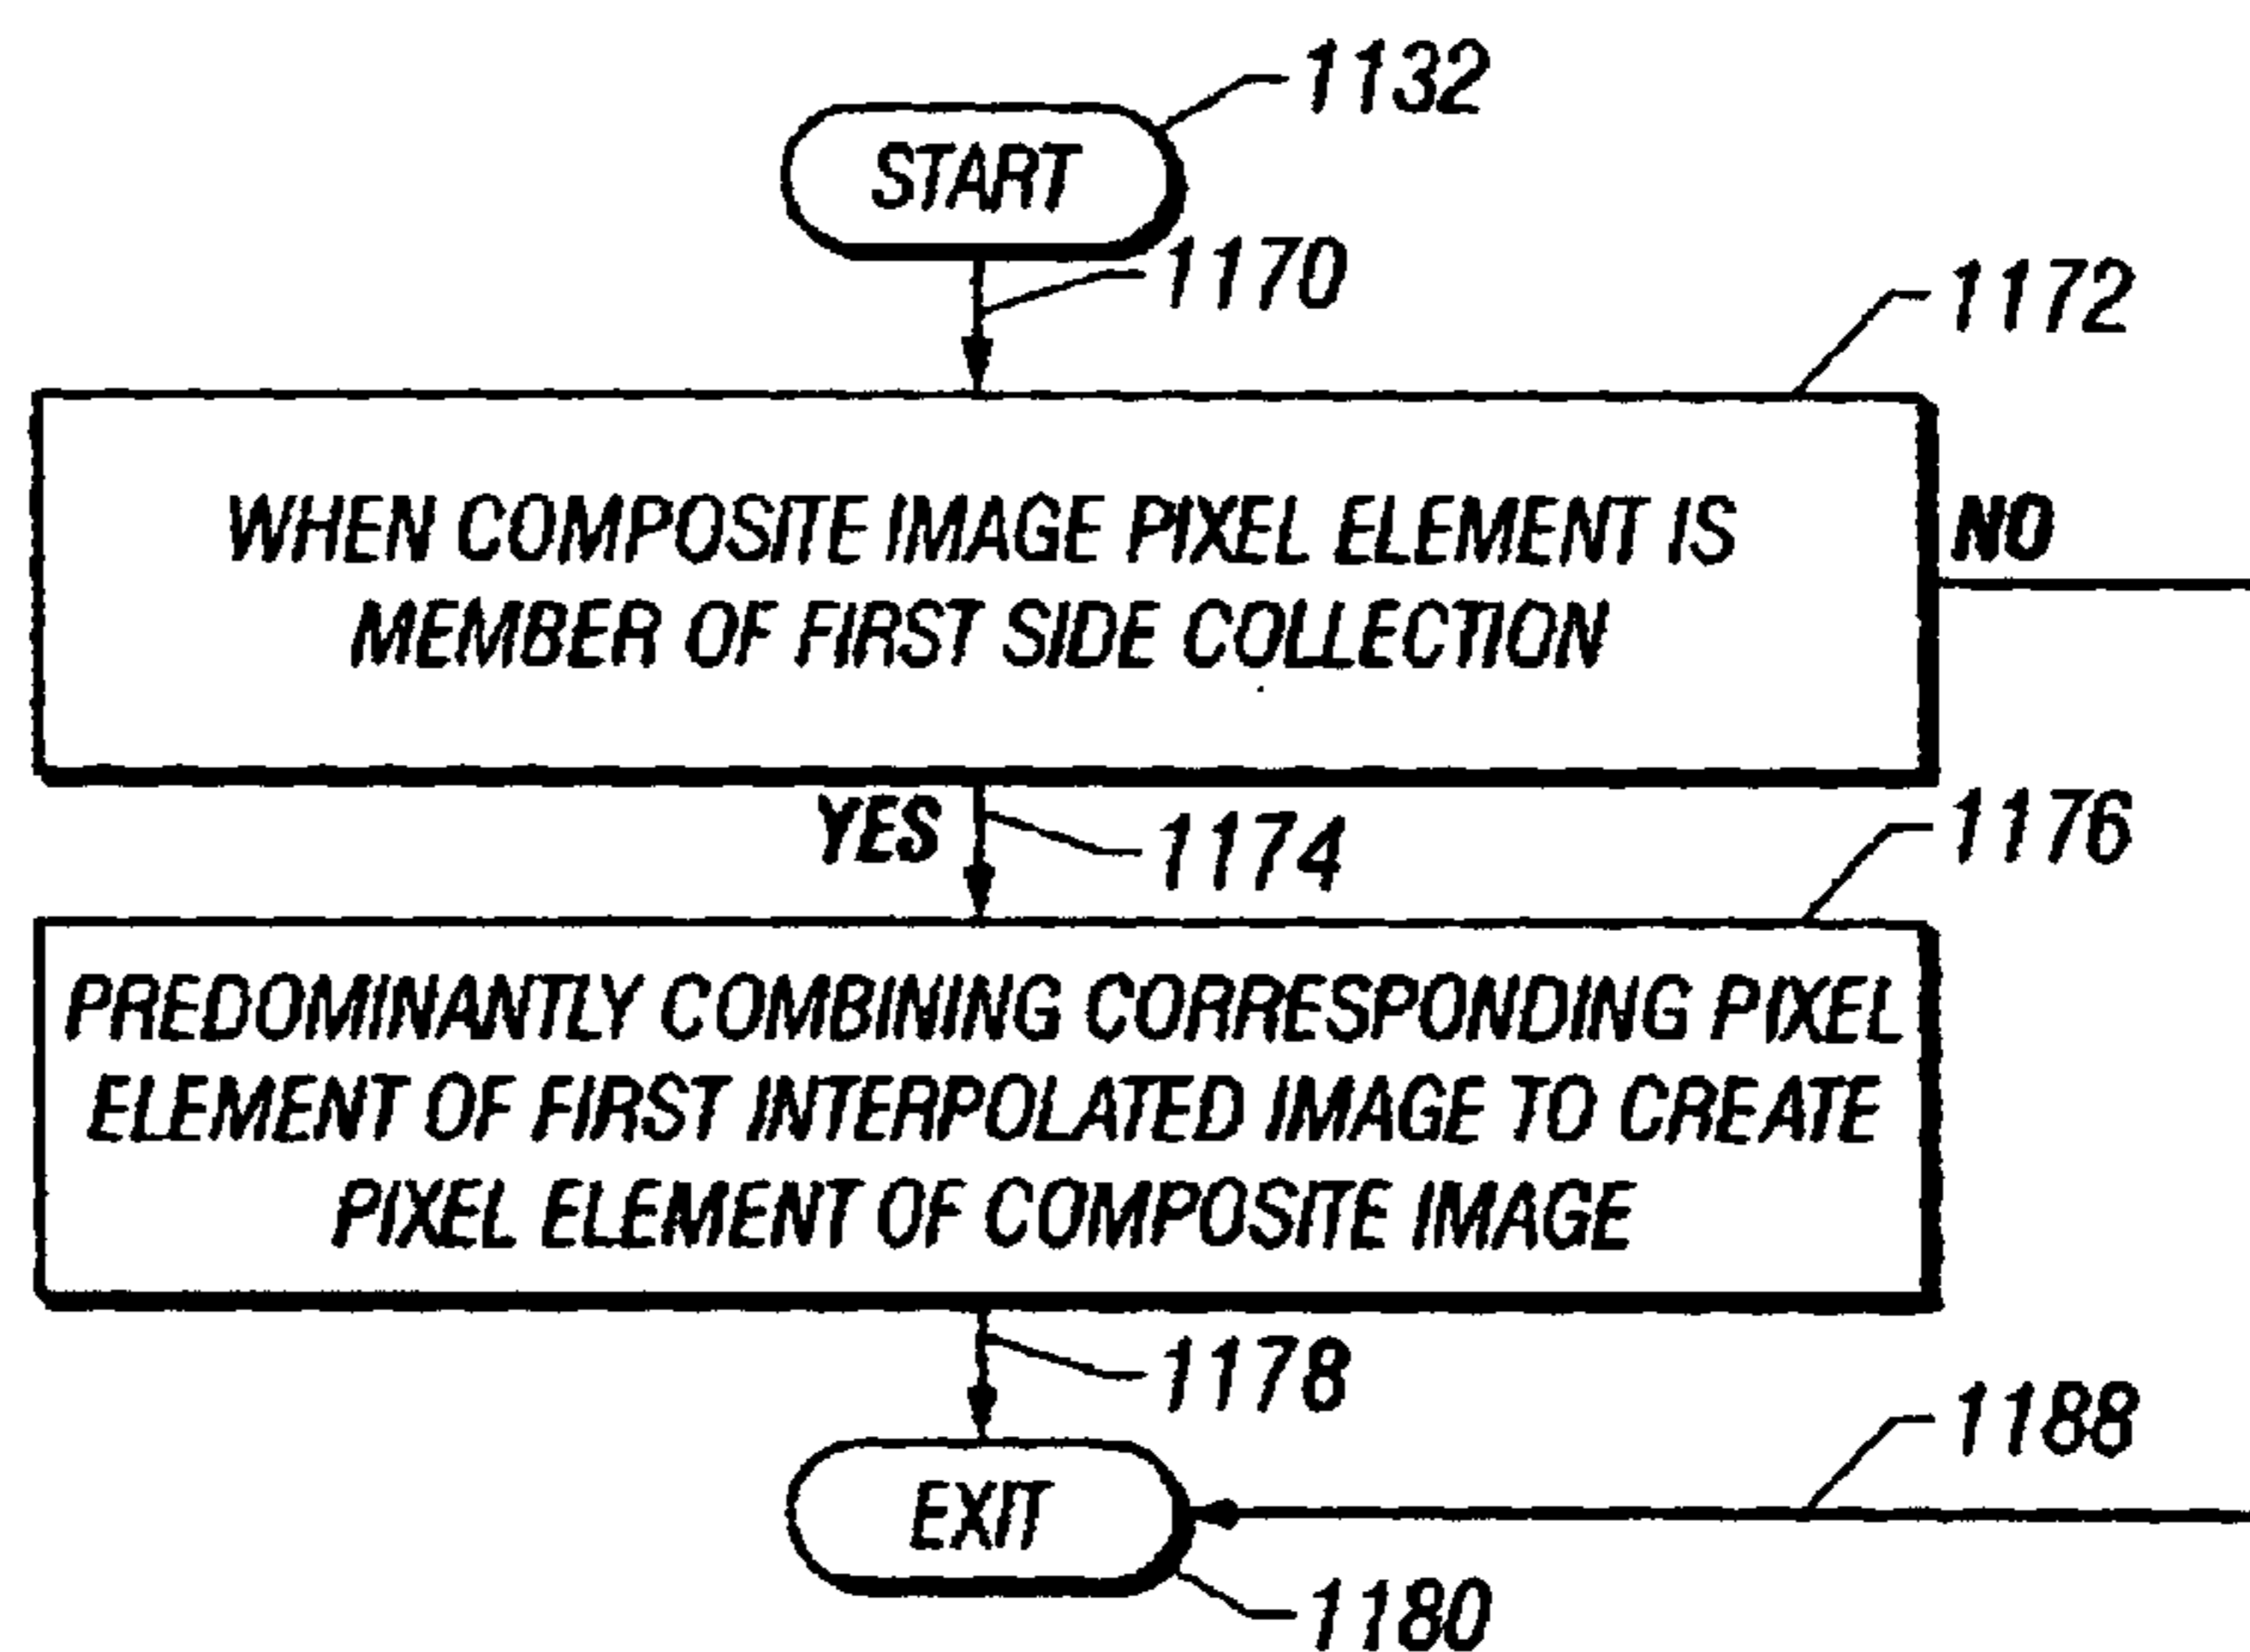 1132
START
1170
1172
WHEN COMPOSITE IMAGE PIXEL ELEMENT IS
NO
MEMBER OF FIRST SIDE COLLECTION
YES
1174
1176
PREDOMINANTLY COMBINING CORRESPONDING PIXEL
ELEMENT OF FIRST INTERPOLATED IMAGE TO CREATE
PIXEL ELEMENT OF COMPOSITE IMAGE
1178
1188
EXIT
1180